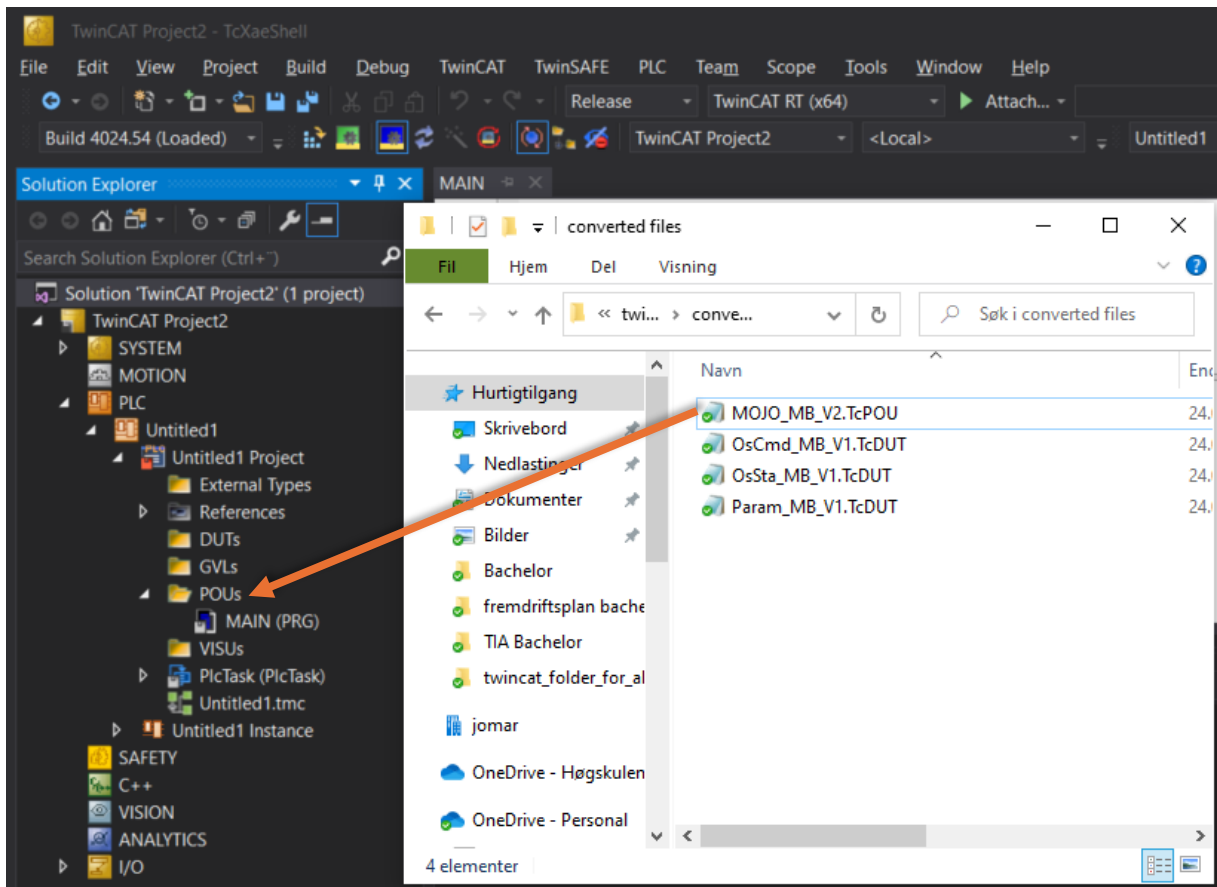 TwinCAT Project2 - TcXaeShell
File Edit View Project Build Debug TwinCAT TwinSAFE PLC Team Scope Tools Window Help
Release TwinCAT RT (x64) Attach...
Build 4024.54 (Loaded) TwinCAT Project2 <Local> Untitled1
Solution Explorer
MAIN
Search Solution Explorer (Ctrl+¨)
Solution 'TwinCAT Project2' (1 project)
TwinCAT Project2
SYSTEM
MOTION
PLC
Untitled1
Untitled1 Project
External Types
References
DUTs
GVLs
POUs
MAIN (PRG)
VISUs
PlcTask (PlcTask)
Untitled1.tmc
Untitled1 Instance
SAFETY
C++
VISION
ANALYTICS
I/O
converted files
Fil Hjem Del Visning
« twi... › conve...
Søk i converted files
Hurtigtilgang
Skrivebord
Nedlastinger
Dokumenter
Bilder
Bachelor
fremdriftsplan bache
TIA Bachelor
twincat_folder_for_al
jomar
OneDrive - Høgskulen
OneDrive - Personal
Navn
End
MOJO_MB_V2.TcPOU 24.
OsCmd_MB_V1.TcDUT 24.
OsSta_MB_V1.TcDUT 24.
Param_MB_V1.TcDUT 24.
4 elementer